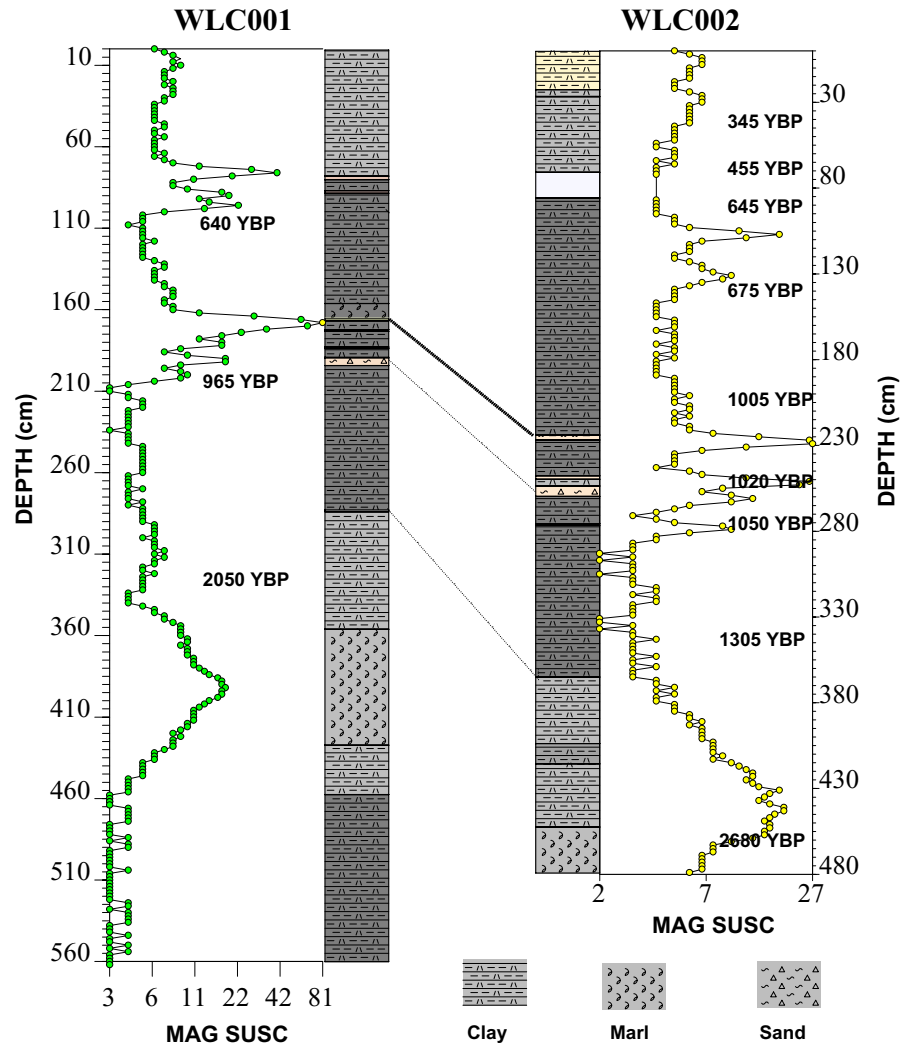 WLC001
WLC002
10
60
110
160
210
260
310
360
410
460
510
560
DEPTH (cm)
640 YBP
965 YBP
2050 YBP
3 6 11 22 42 81
MAG SUSC
345 YBP
455 YBP
645 YBP
675 YBP
1005 YBP
1020 YBP
1050 YBP
1305 YBP
2680 YBP
30
80
130
180
230
280
330
380
430
480
DEPTH (cm)
2 7 27
MAG SUSC
Clay
Marl
Sand